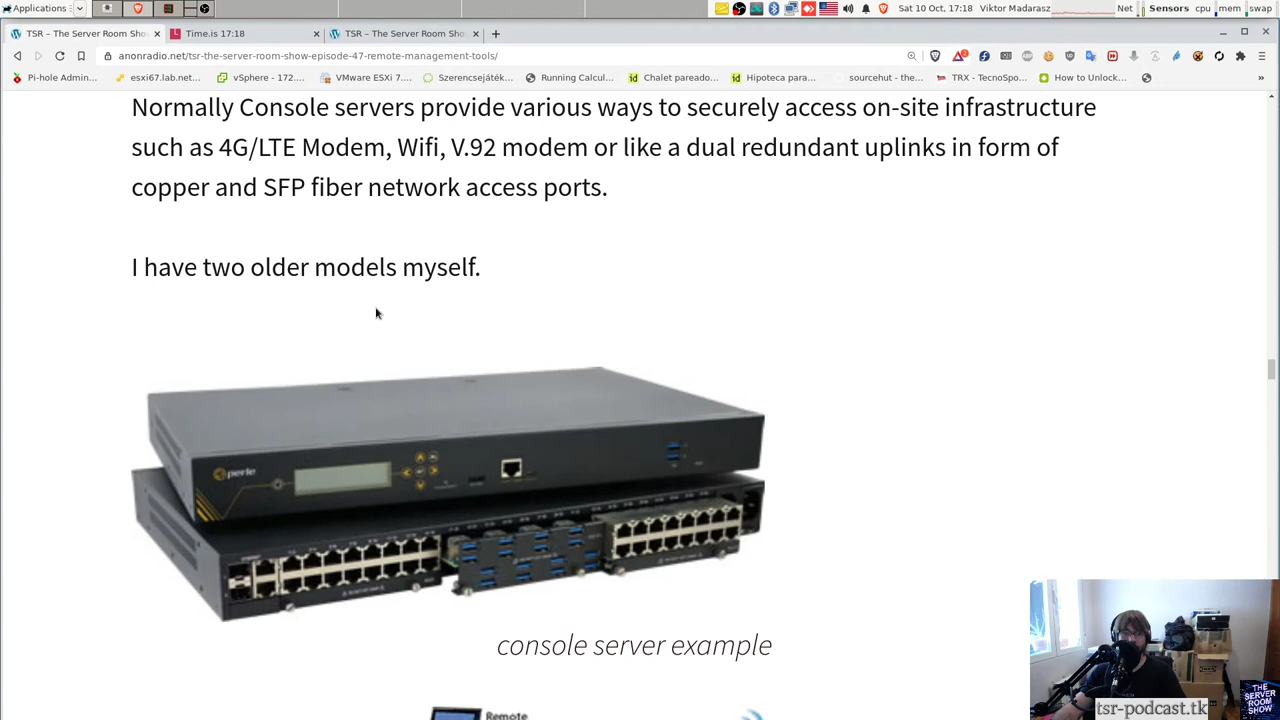 Applications
Sat 10 Oct, 17:18 Viktor Madarasz
Net
Sensors cpu mem swap
TSR – The Server Room Sho
Time.is 17:18
TSR – The Server Room Sho
anonradio.net/tsr-the-server-room-show-episode-47-remote-management-tools/
Pi-hole Admin...
esxi67.lab.net...
vSphere - 172....
VMware ESXi 7....
Szerencsejáték...
Running Calcul...
Chalet pareado...
Hipoteca para...
sourcehut - the...
TRX - TecnoSpo...
How to Unlock...
Normally Console servers provide various ways to securely access on-site infrastructure
such as 4G/LTE Modem, Wifi, V.92 modem or like a dual redundant uplinks in form of
copper and SFP fiber network access ports.
I have two older models myself.
perle
console server example
Remote
tsr-podcast.tk
THE
SERVER
ROOM
SHOW